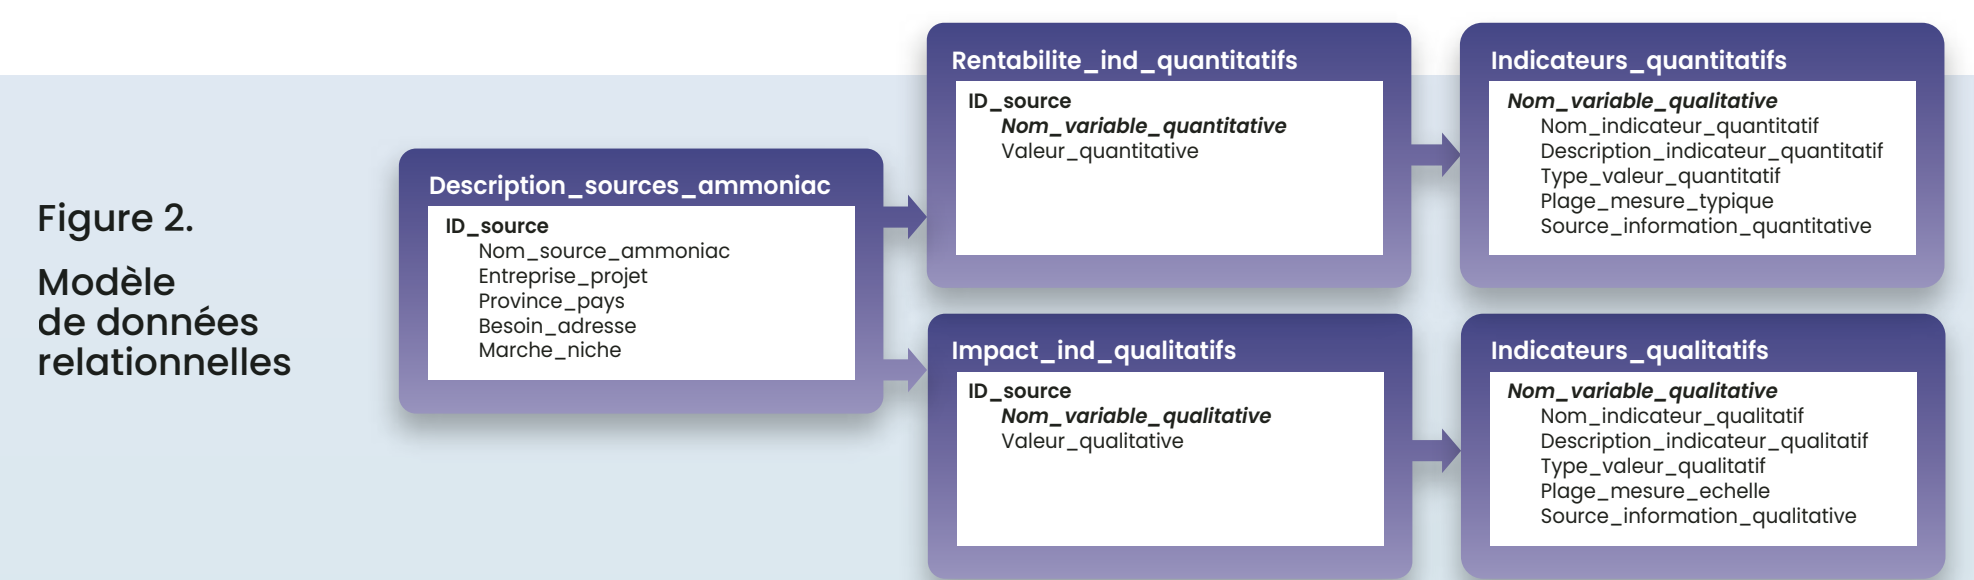 Figure 2.
Modèle
de données
relationnelles
Description_sources_ammoniac
ID_source
Nom_source_ammoniac
Entreprise_projet
Province_pays
Besoin_adresse
Marche_niche
Rentabilite_ind_quantitatifs
ID_source
Nom_variable_quantitative
Valeur_quantitative
Indicateurs_quantitatifs
Nom_variable_qualitative
Nom_indicateur_quantitatif
Description_indicateur_quantitatif
Type_valeur_quantitatif
Plage_mesure_typique
Source_information_quantitative
Impact_ind_qualitatifs
ID_source
Nom_variable_qualitative
Valeur_qualitative
Indicateurs_qualitatifs
Nom_variable_qualitative
Nom_indicateur_qualitatif
Description_indicateur_qualitatif
Type_valeur_qualitatif
Plage_mesure_echelle
Source_information_qualitative